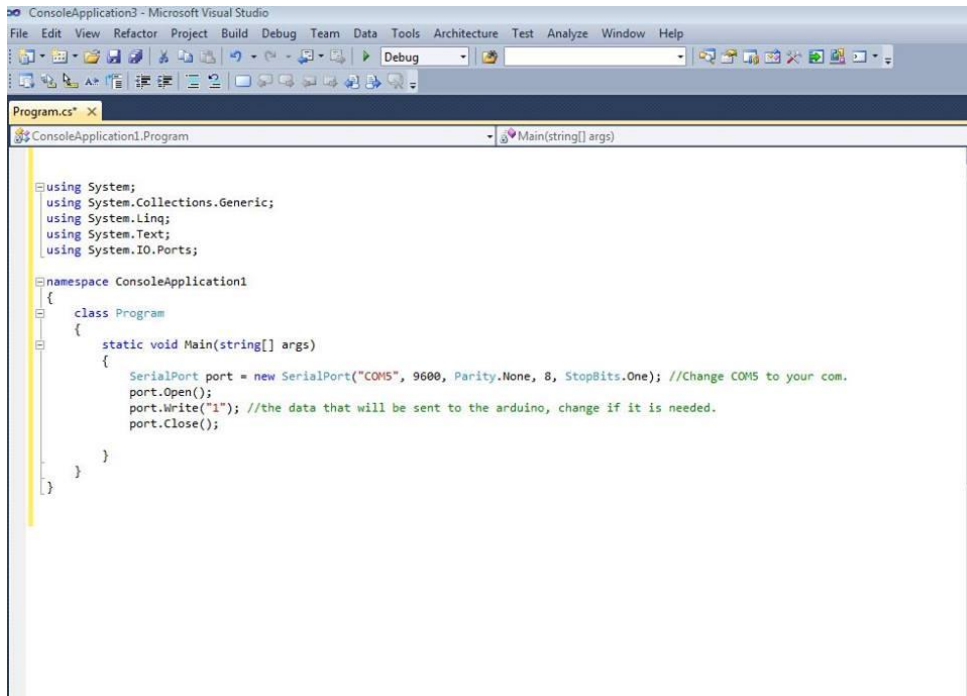 ConsoleApplication3 - Microsoft Visual Studio
File Edit View Refactor Project Build Debug Team Data Tools Architecture Test Analyze Window Help
Debug
Program.cs* X
ConsoleApplication1.Program Main(string[] args)
using System;
using System.Collections.Generic;
using System.Linq;
using System.Text;
using System.IO.Ports;
namespace ConsoleApplication1
{
class Program
{
static void Main(string[] args)
{
SerialPort port = new SerialPort("COM5", 9600, Parity.None, 8, StopBits.One); //Change COM5 to your com.
port.Open();
port.Write("1"); //the data that will be sent to the arduino, change if it is needed.
port.Close();
}
}
}